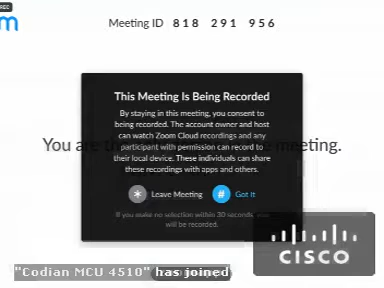 REC
m
Meeting ID 818 291 956
This Meeting Is Being Recorded
By staying in this meeting, you consent to
being recorded. The account owner and host
can watch Zoom Cloud recordings and any
participant with permission can record to
You are the meeting.
their local device. These individuals can share
these recordings with apps and others.
* Leave Meeting # Got it
If you make no selection within 30 seconds, you
will be recorded.
CISCO
"Codian MCU 4510" has joined